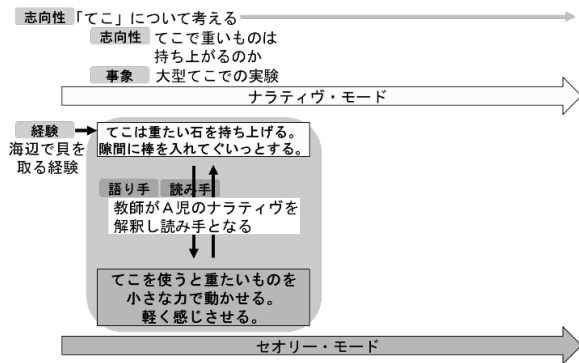 志向性「てこ」について考える
志向性 てこで重いものは
持ち上がるのか
事象 大型てこでの実験
ナラティヴ・モード
経験
海辺で貝を
取る経験
てこは重たい石を持ち上げる。
隙間に棒を入れてぐいっとする。
語り手 読み手
教師がA児のナラティヴを
解釈し読み手となる
てこを使うと重たいものを
小さな力で動かせる。
軽く感じさせる。
セオリー・モード